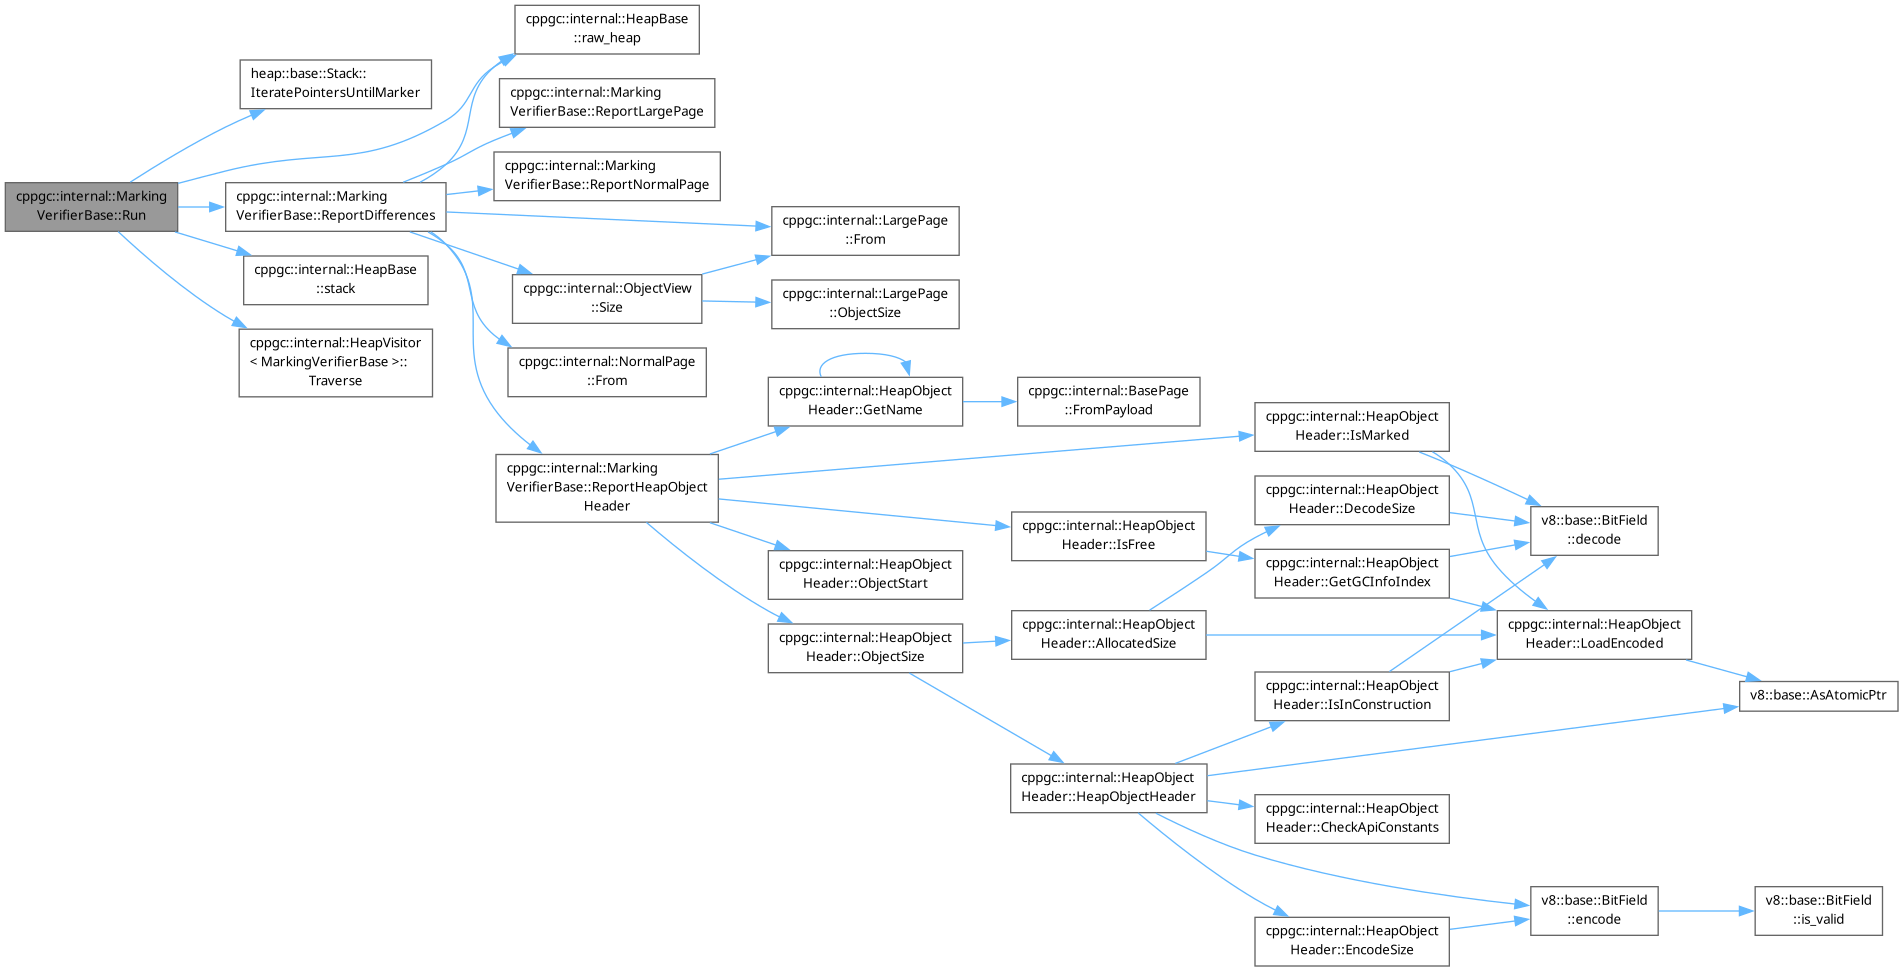 cppgc::internal::HeapBase
::raw_heap
heap::base::Stack::
IteratePointersUntilMarker
cppgc::internal::Marking
VerifierBase::ReportLargePage
cppgc::internal::Marking
VerifierBase::ReportNormalPage
cppgc::internal::Marking
VerifierBase::Run
cppgc::internal::Marking
VerifierBase::ReportDifferences
cppgc::internal::LargePage
::From
cppgc::internal::HeapBase
::stack
cppgc::internal::ObjectView
::Size
cppgc::internal::LargePage
::ObjectSize
cppgc::internal::HeapVisitor
< MarkingVerifierBase >::
Traverse
cppgc::internal::NormalPage
::From
cppgc::internal::HeapObject
Header::GetName
cppgc::internal::BasePage
::FromPayload
cppgc::internal::HeapObject
Header::IsMarked
cppgc::internal::Marking
VerifierBase::ReportHeapObject
Header
cppgc::internal::HeapObject
Header::DecodeSize
v8::base::BitField
::decode
cppgc::internal::HeapObject
Header::IsFree
cppgc::internal::HeapObject
Header::ObjectStart
cppgc::internal::HeapObject
Header::GetGCInfoIndex
cppgc::internal::HeapObject
Header::ObjectSize
cppgc::internal::HeapObject
Header::AllocatedSize
cppgc::internal::HeapObject
Header::LoadEncoded
cppgc::internal::HeapObject
Header::IsInConstruction
v8::base::AsAtomicPtr
cppgc::internal::HeapObject
Header::HeapObjectHeader
cppgc::internal::HeapObject
Header::CheckApiConstants
v8::base::BitField
::encode
v8::base::BitField
::is_valid
cppgc::internal::HeapObject
Header::EncodeSize